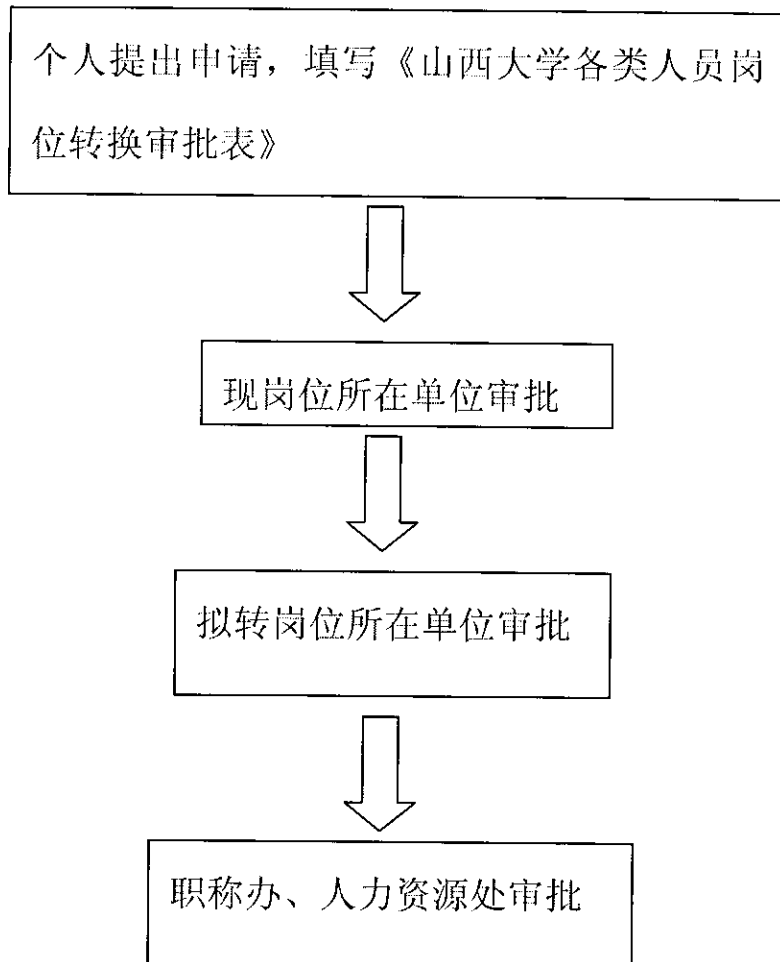 个人提出申请，填写《山西大学各类人员岗
位转换审批表》
现岗位所在单位审批
拟转岗位所在单位审批
职称办、人力资源处审批